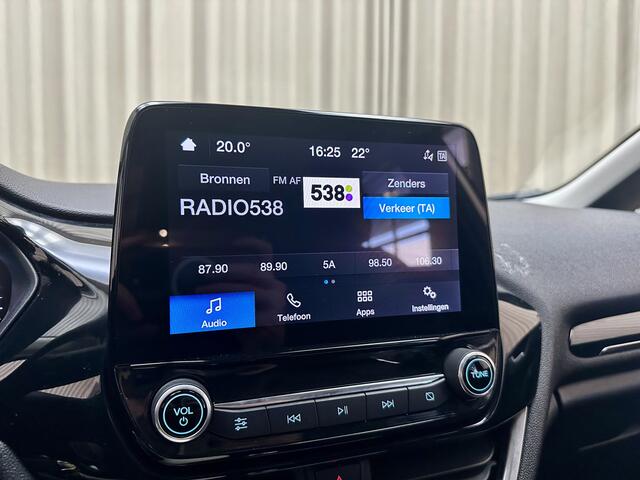 20.0° 16:25 22° TA
Bronnen FM AF 538 Zenders
RADIO538 Verkeer (TA)
87.90 89.90 5A 98.50 106.30
Audio Telefoon Apps Instellingen
VOL TUNE